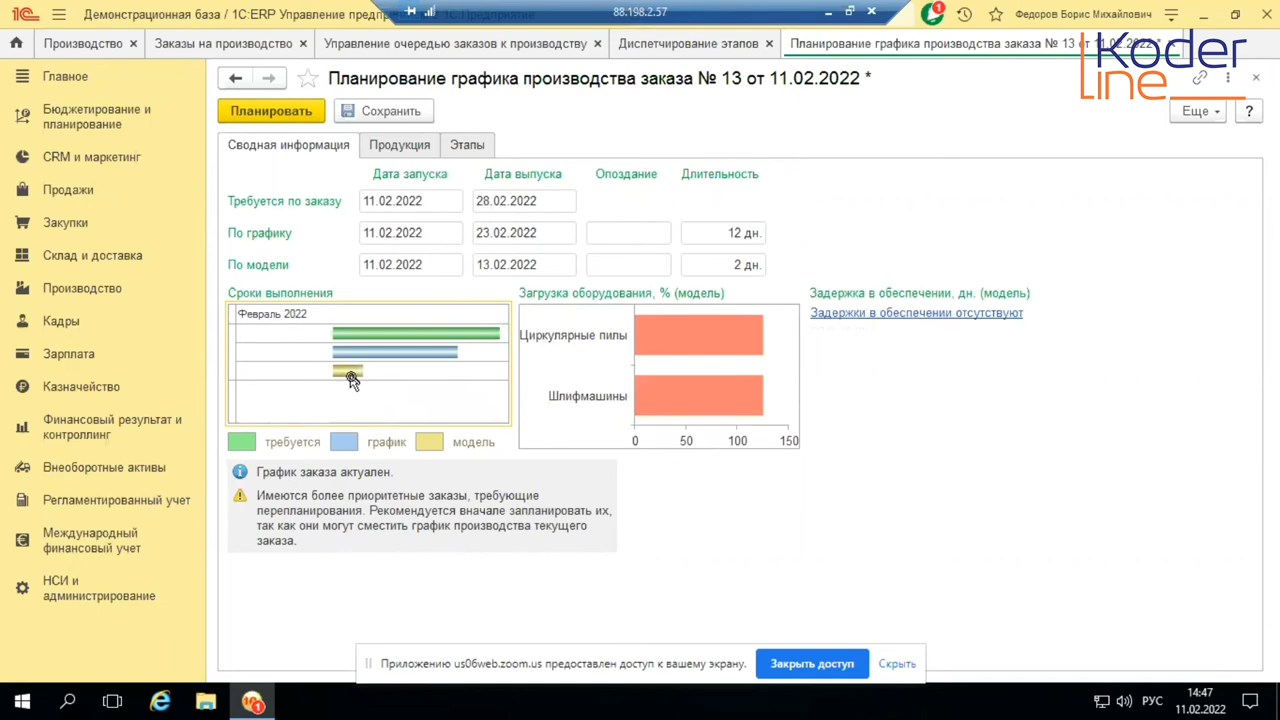 1С Демонстрационная база / 1С:ERP Управление предпр
1С:Предприятие
88.198.2.57
1
Федоров Борис Михайлович
Производство ×
Заказы на производство ×
Управление очередью заказов к производству ×
Диспетчирование этапов ×
Планирование графика производства заказа № 13 от 11.02.2022 *
Koder
line
Главное
Бюджетирование и
планирование
CRM и маркетинг
Продажи
Закупки
Склад и доставка
Производство
Кадры
Зарплата
Казначейство
Финансовый результат и
контроллинг
Внеоборотные активы
Регламентированный учет
Международный
финансовый учет
НСИ и
администрирование
Планирование графика производства заказа № 13 от 11.02.2022 *
Планировать
Сохранить
Еще
?
Сводная информация
Продукция
Этапы
Дата запуска Дата выпуска Опоздание Длительность
Требуется по заказу 11.02.2022 28.02.2022
По графику 11.02.2022 23.02.2022 12 дн.
По модели 11.02.2022 13.02.2022 2 дн.
Сроки выполнения
Февраль 2022
требуется график модель
Загрузка оборудования, % (модель)
Циркулярные пилы
Шлифмашины
0 50 100 150
Задержка в обеспечении, дн. (модель)
Задержки в обеспечении отсутствуют
График заказа актуален.
Имеются более приоритетные заказы, требующие
перепланирования. Рекомендуется вначале запланировать их,
так как они могут сместить график производства текущего
заказа.
Приложению us06web.zoom.us предоставлен доступ к вашему экрану.
Закрыть доступ
Скрыть
1
РУС
14:47
11.02.2022